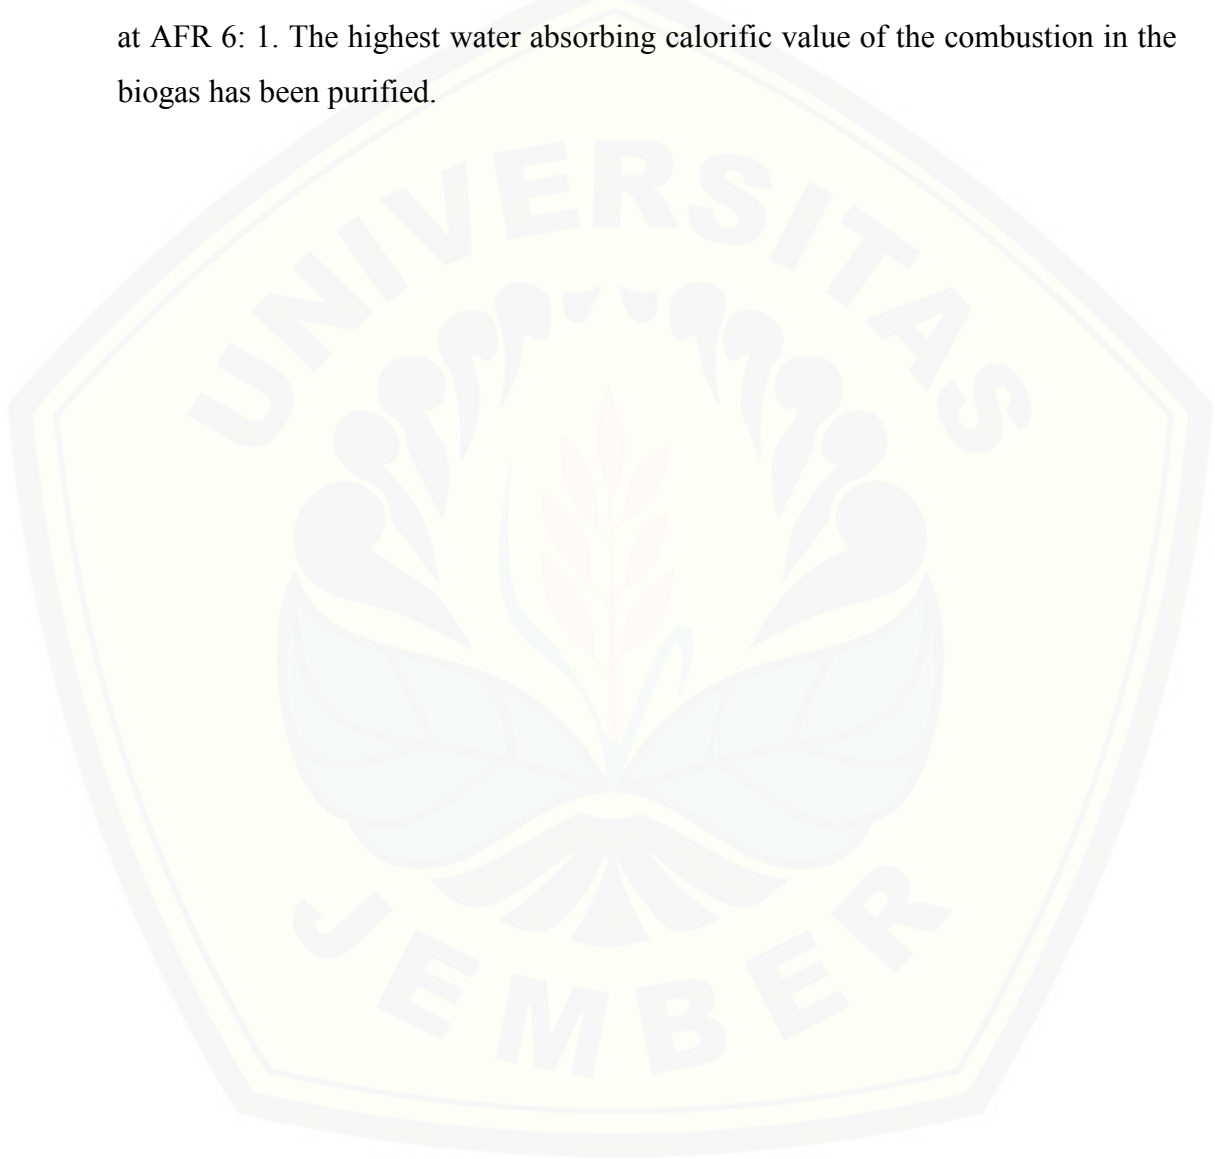 at AFR 6: 1. The highest water absorbing calorific value of the combustion in the
biogas has been purified.
UNIVERSITAS
JEMBER